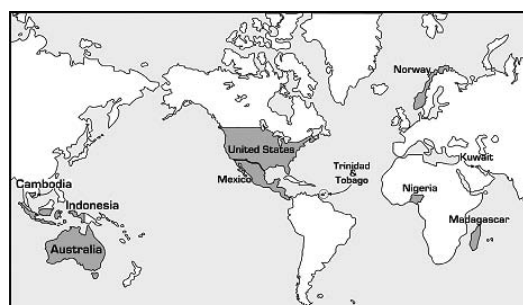 Norway
United States
Trinidad
&
Tobago
Kuwait
Mexico
Cambodia
Indonesia
Nigeria
Madagascar
Australia